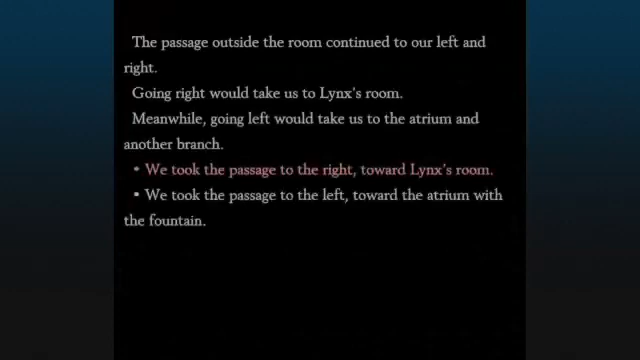 The passage outside the room continued to our left and
right.
Going right would take us to Lynx's room.
Meanwhile, going left would take us to the atrium and
another branch.
• We took the passage to the right, toward Lynx's room.
• We took the passage to the left, toward the atrium with
the fountain.